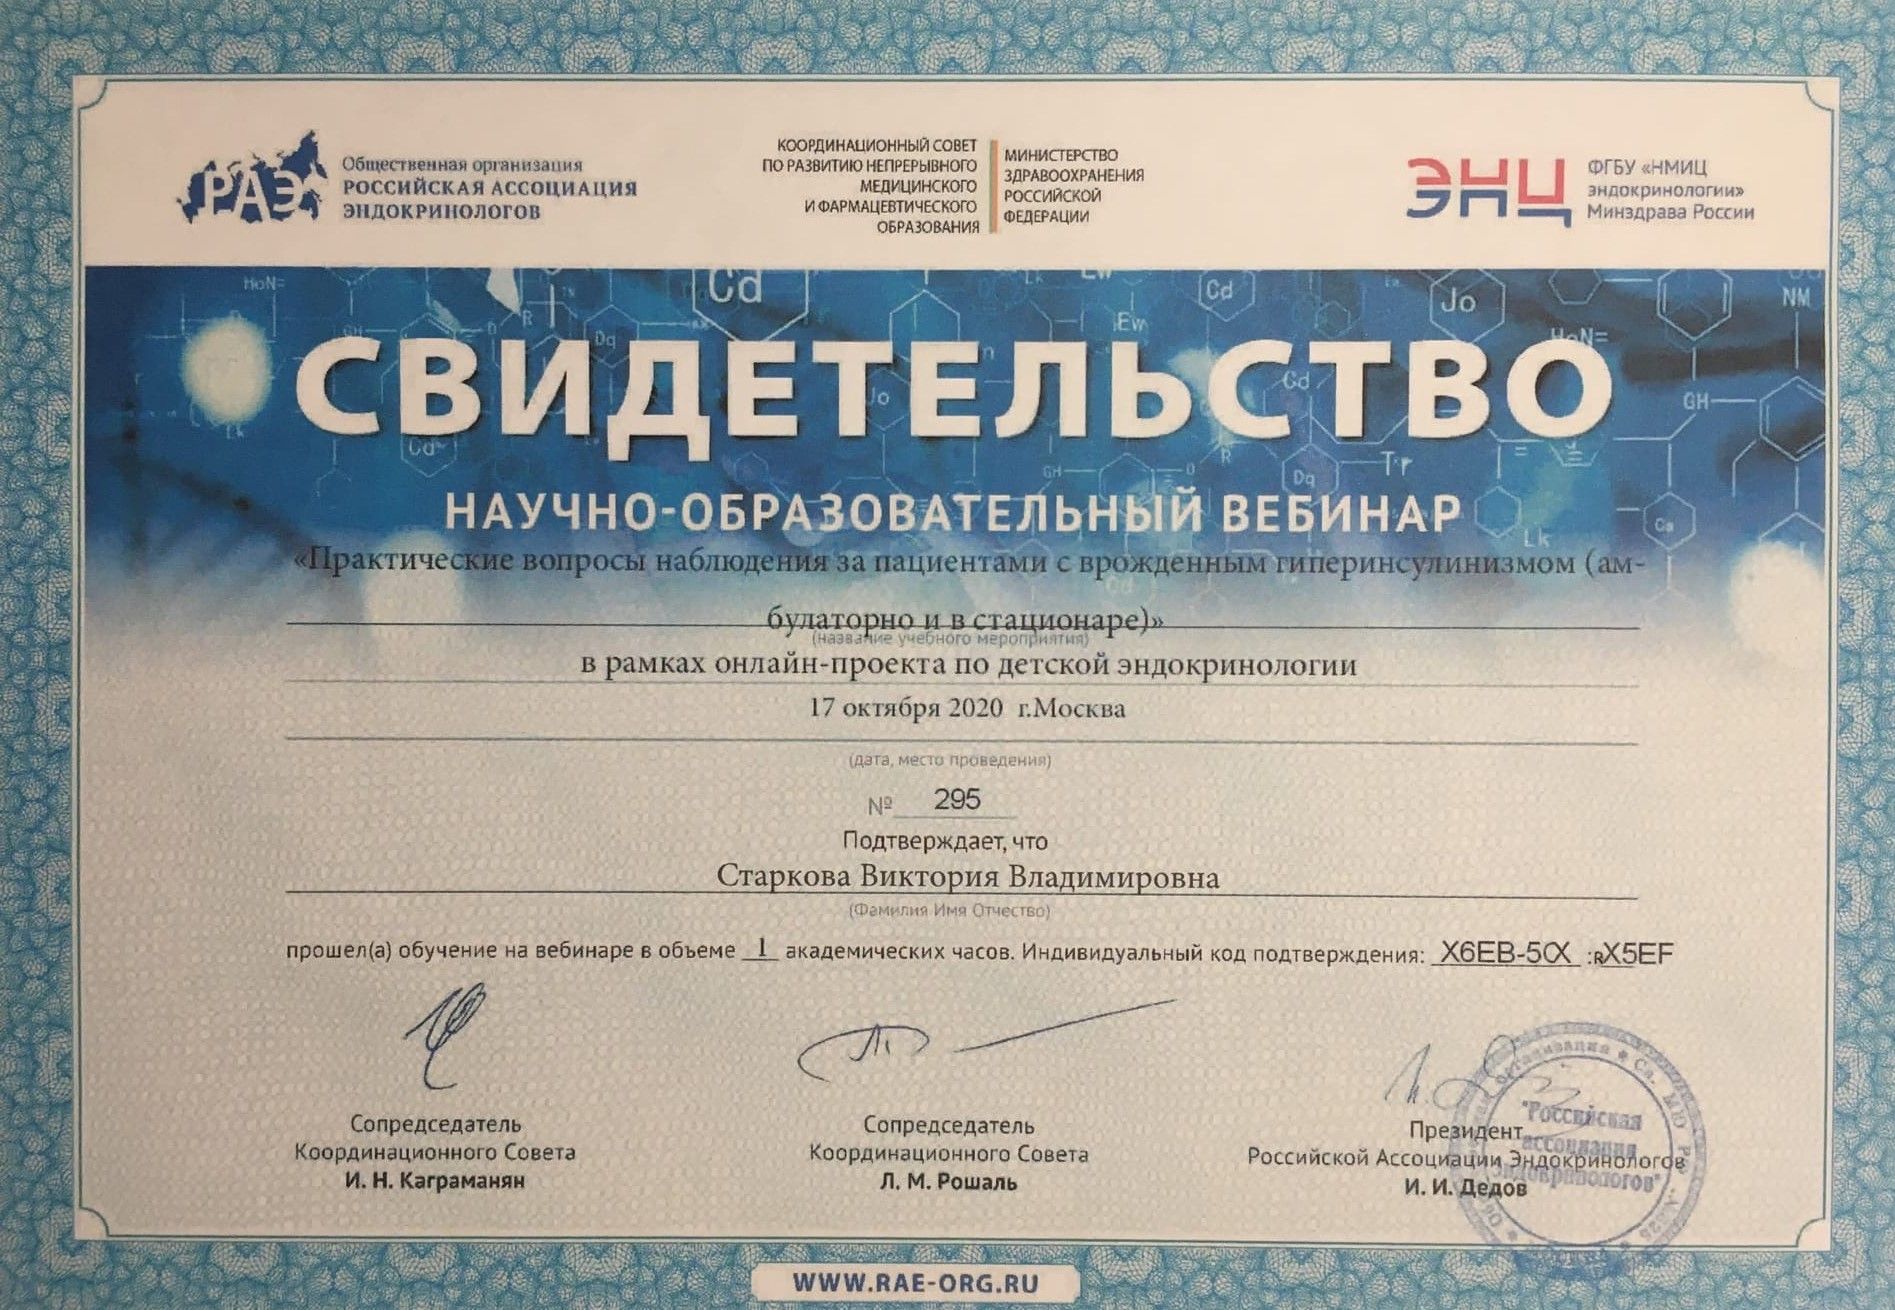 РАЭ
Общественная организация
РОССИЙСКАЯ АССОЦИАЦИЯ
ЭНДОКРИНОЛОГОВ
КООРДИНАЦИОННЫЙ СОВЕТ
ПО РАЗВИТИЮ НЕПРЕРЫВНОГО
МЕДИЦИНСКОГО
И ФАРМАЦЕВТИЧЕСКОГО
ОБРАЗОВАНИЯ
МИНИСТЕРСТВО
ЗДРАВООХРАНЕНИЯ
РОССИЙСКОЙ
ФЕДЕРАЦИИ
ЭНЦ
ФГБУ «НМИЦ
эндокринологии»
Минздрава России
СВИДЕТЕЛЬСТВО
НАУЧНО-ОБРАЗОВАТЕЛЬНЫЙ ВЕБИНАР
«Практические вопросы наблюдения за пациентами с врожденным гиперинсулинизмом (ам-
булаторно и в стационаре)»
(название учебного мероприятия)
в рамках онлайн-проекта по детской эндокринологии
17 октября 2020 г.Москва
(дата, место проведения)
№ 295
Подтверждает, что
Старкова Виктория Владимировна
(Фамилия Имя Отчество)
прошел(а) обучение на вебинаре в объеме 1 академических часов. Индивидуальный код подтверждения:
Сопредседатель
Координационного Совета
И. Н. Каграманян
Сопредседатель
Координационного Совета
Л. М. Рошаль
Президент
Российской Ассоциации Эндокринологов
И. И. Дедов
"Российская
ассоциация
эндокринологов"
WWW.RAE-ORG.RU